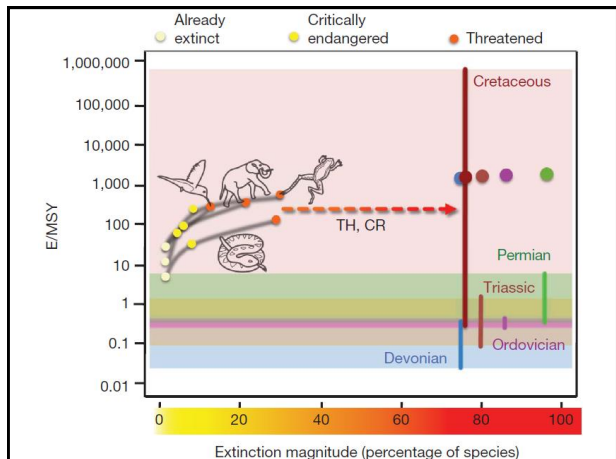 Already
extinct
Critically
endangered
Threatened
E/MSY
1,000,000
100,000
10,000
1,000
100
10
1
0.1
0.01
Cretaceous
TH, CR
Permian
Triassic
Ordovician
Devonian
0 20 40 60 80 100
Extinction magnitude (percentage of species)